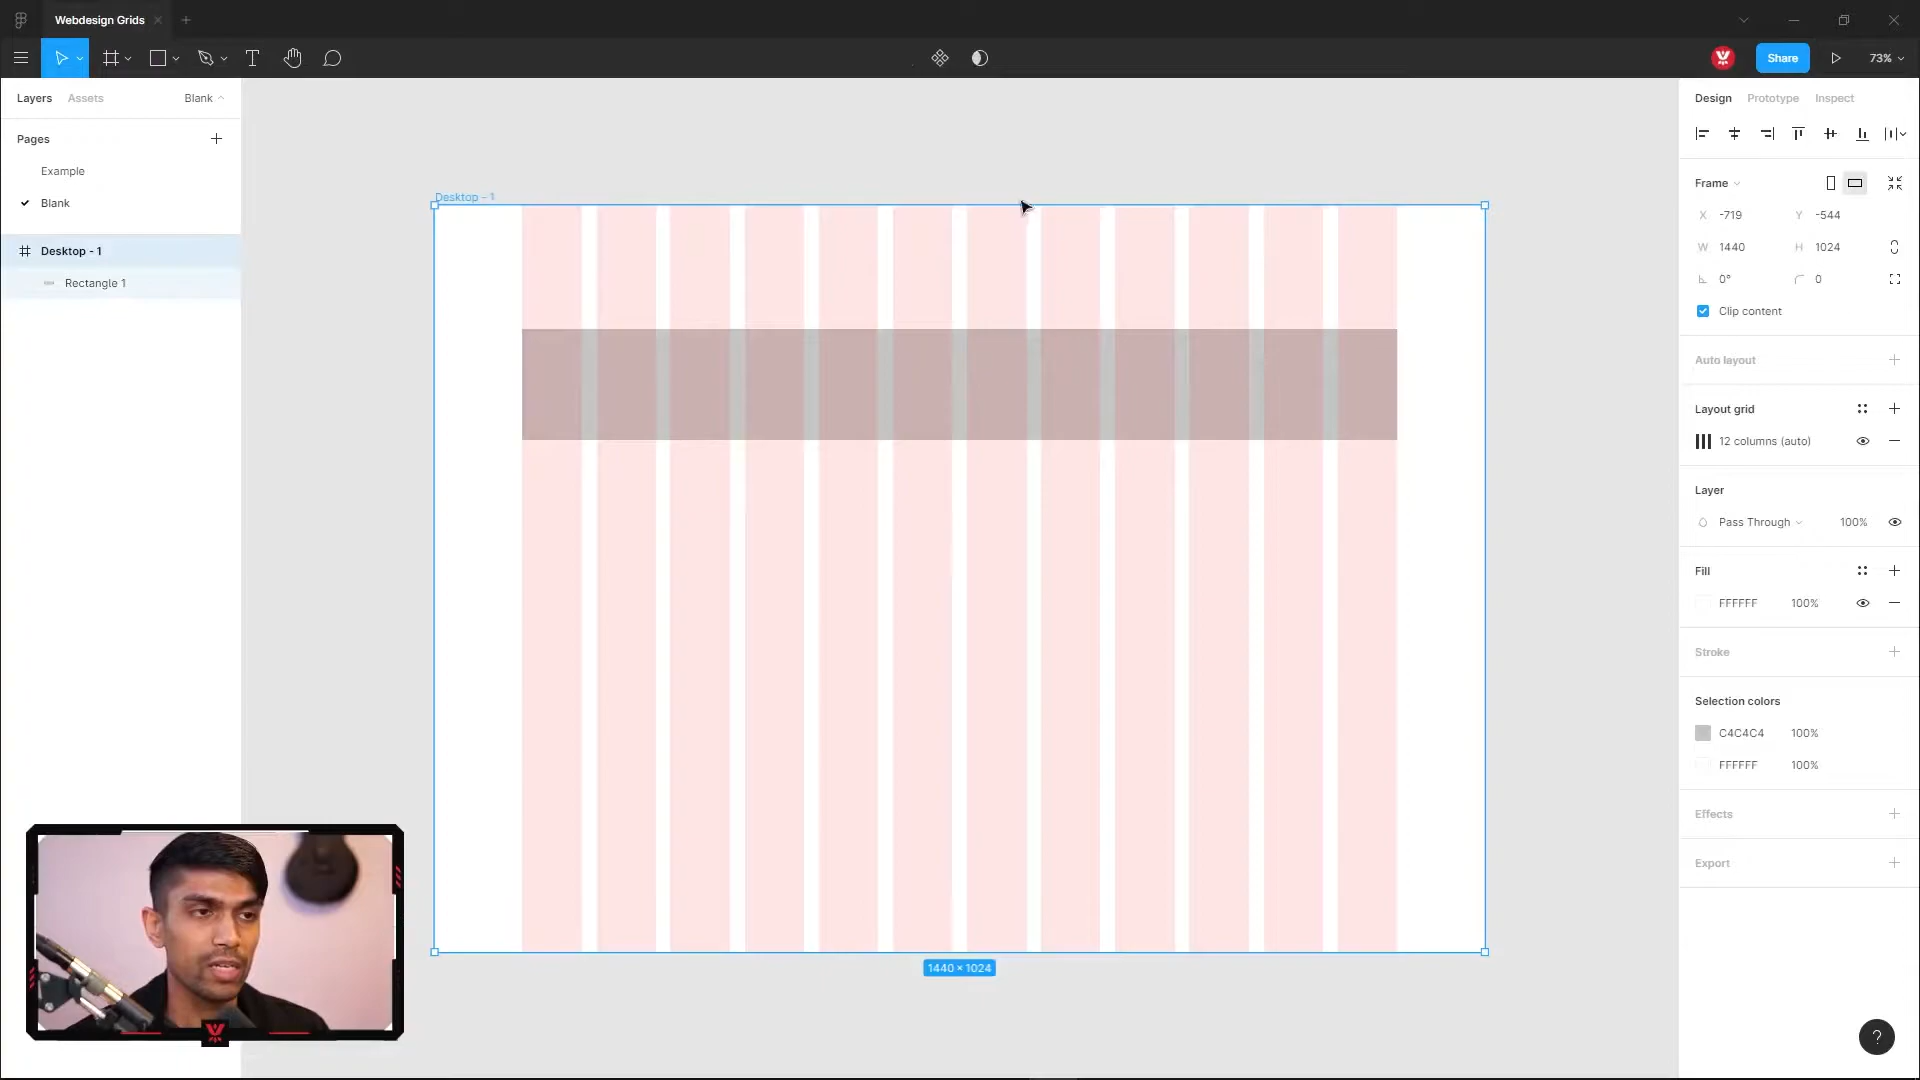 Webdesign Grids
Share
73%
Layers Assets Blank
Pages
Example
Blank
Desktop - 1
Rectangle 1
Desktop - 1
1440 × 1024
Design Prototype Inspect
Frame
X -719 Y -544
W 1440 H 1024
0° 0
Clip content
Auto layout
Layout grid
12 columns (auto)
Layer
Pass Through 100%
Fill
FFFFFF 100%
Stroke
Selection colors
C4C4C4 100%
FFFFFF 100%
Effects
Export
?